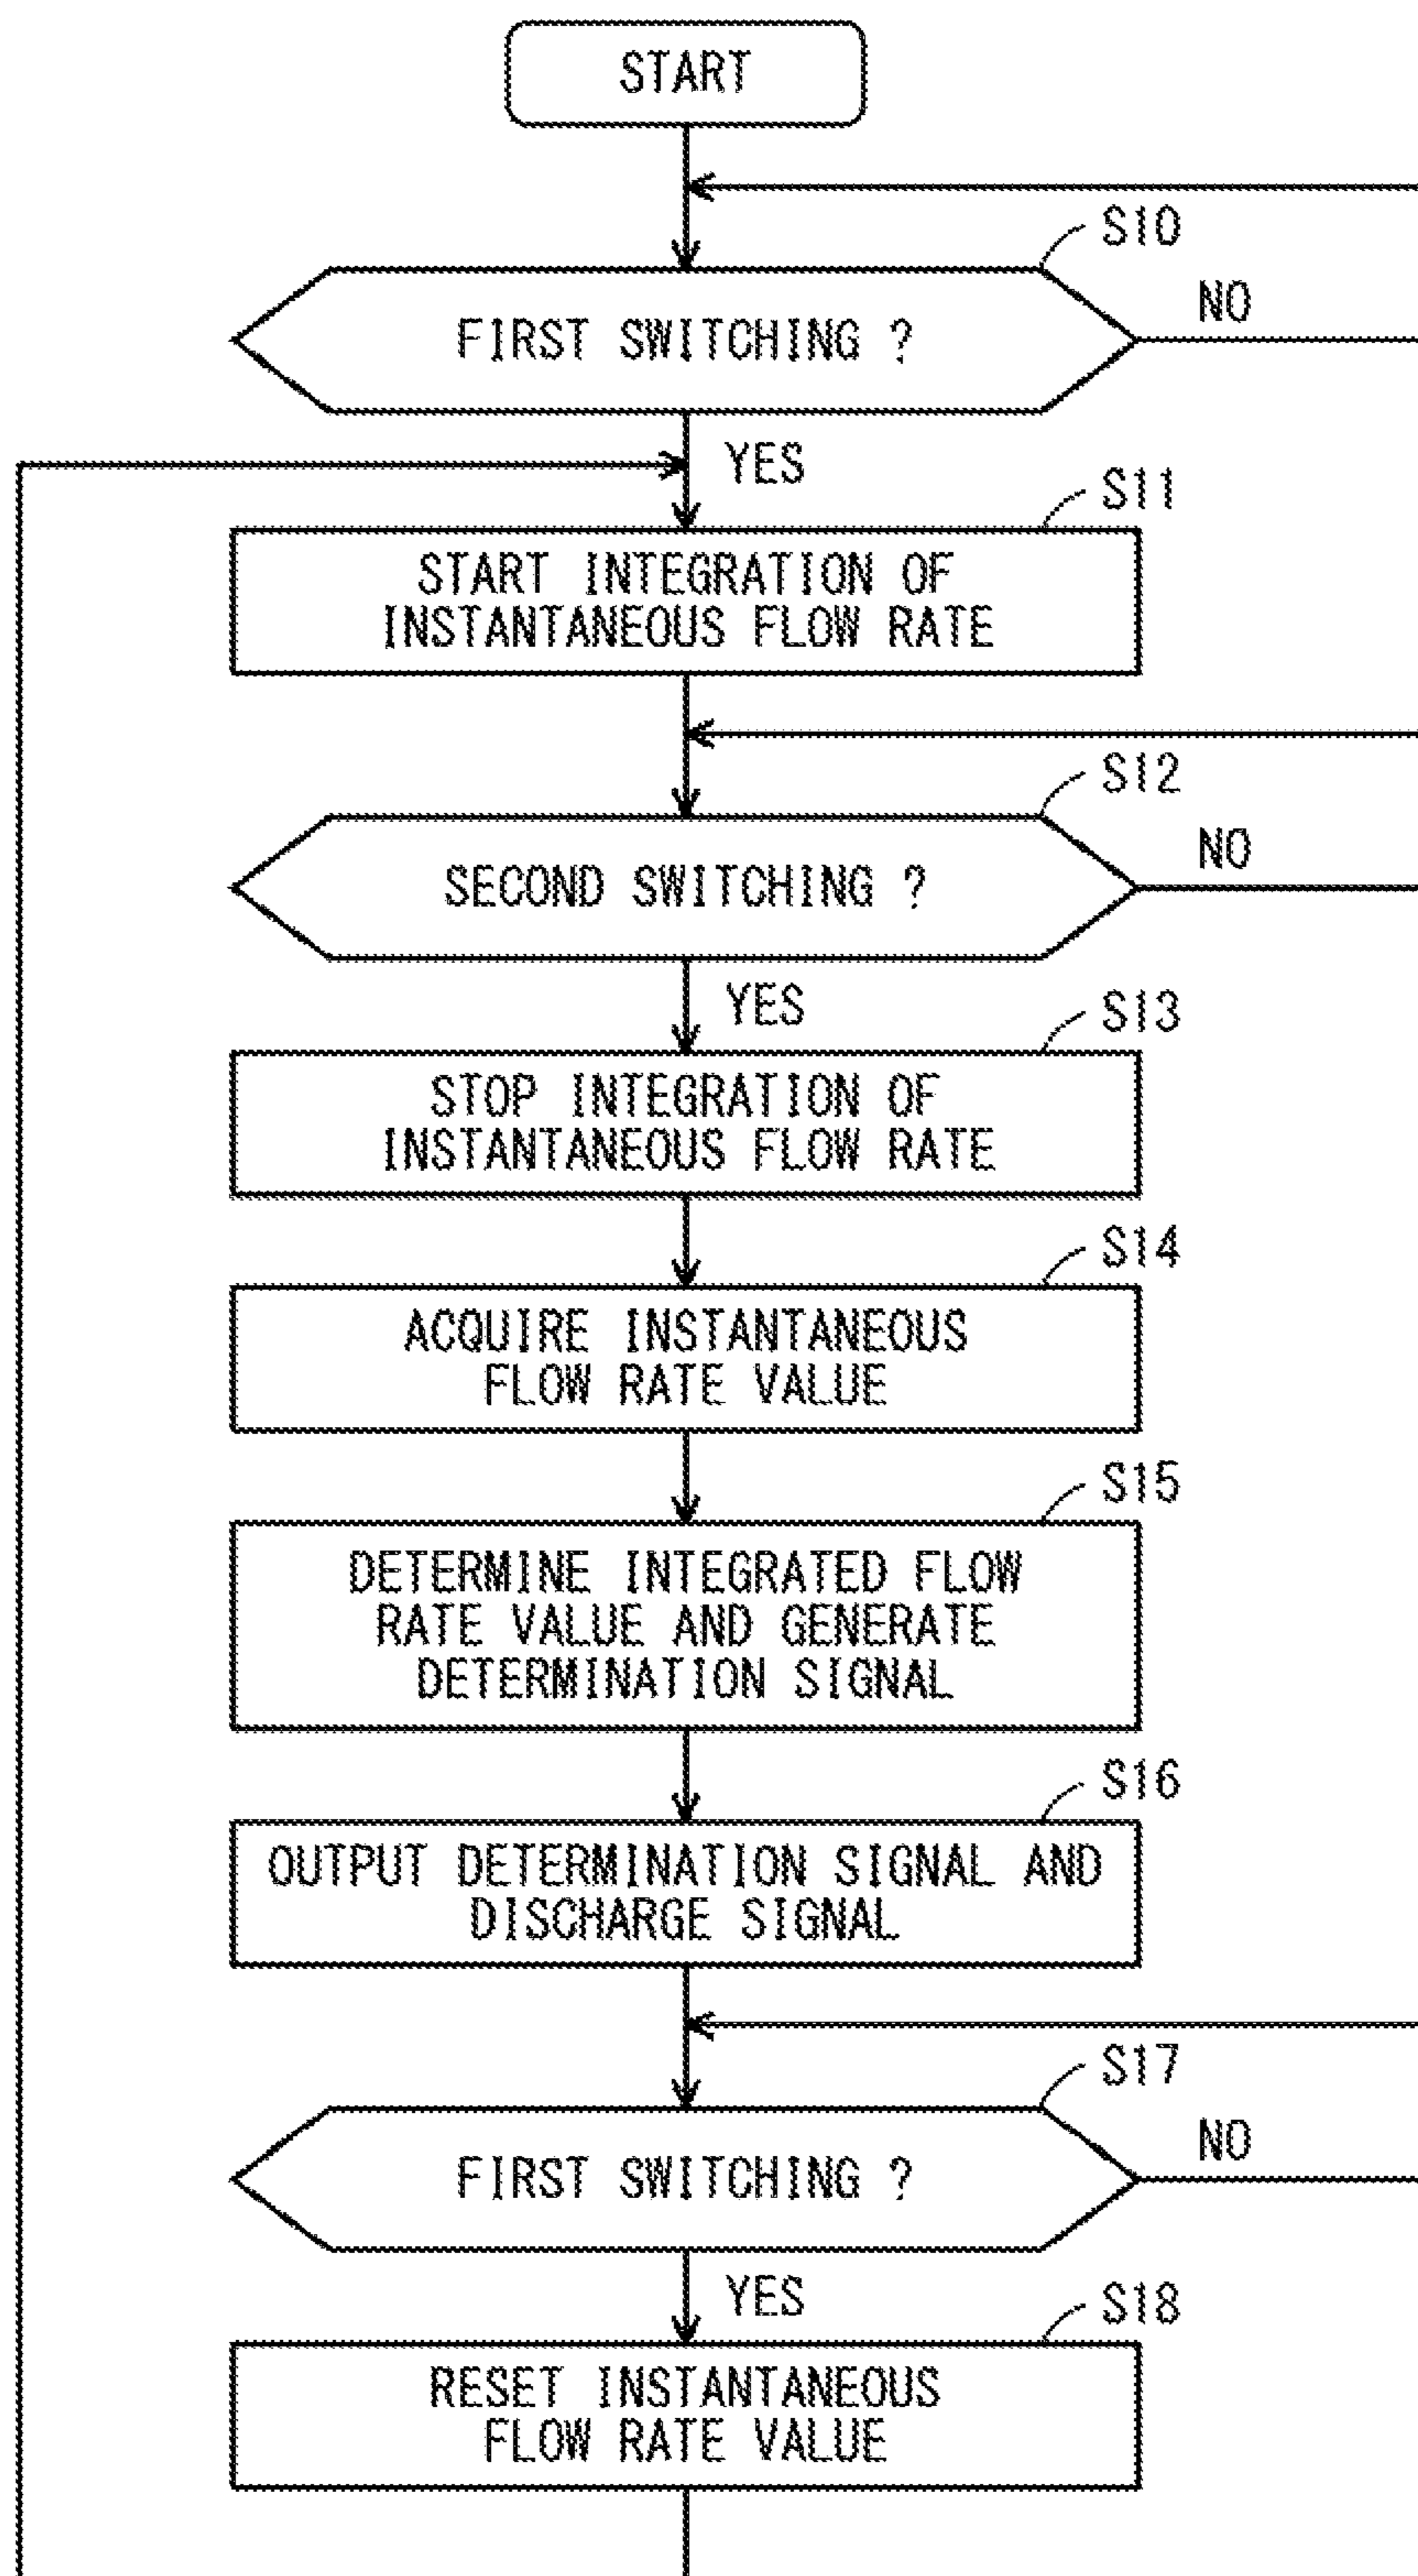 START
S10
FIRST SWITCHING ?
NO
YES
S11
START INTEGRATION OF
INSTANTANEOUS FLOW RATE
S12
SECOND SWITCHING ?
NO
YES
S13
STOP INTEGRATION OF
INSTANTANEOUS FLOW RATE
S14
ACQUIRE INSTANTANEOUS
FLOW RATE VALUE
S15
DETERMINE INTEGRATED FLOW
RATE VALUE AND GENERATE
DETERMINATION SIGNAL
S16
OUTPUT DETERMINATION SIGNAL AND
DISCHARGE SIGNAL
S17
FIRST SWITCHING ?
NO
YES
S18
RESET INSTANTANEOUS
FLOW RATE VALUE